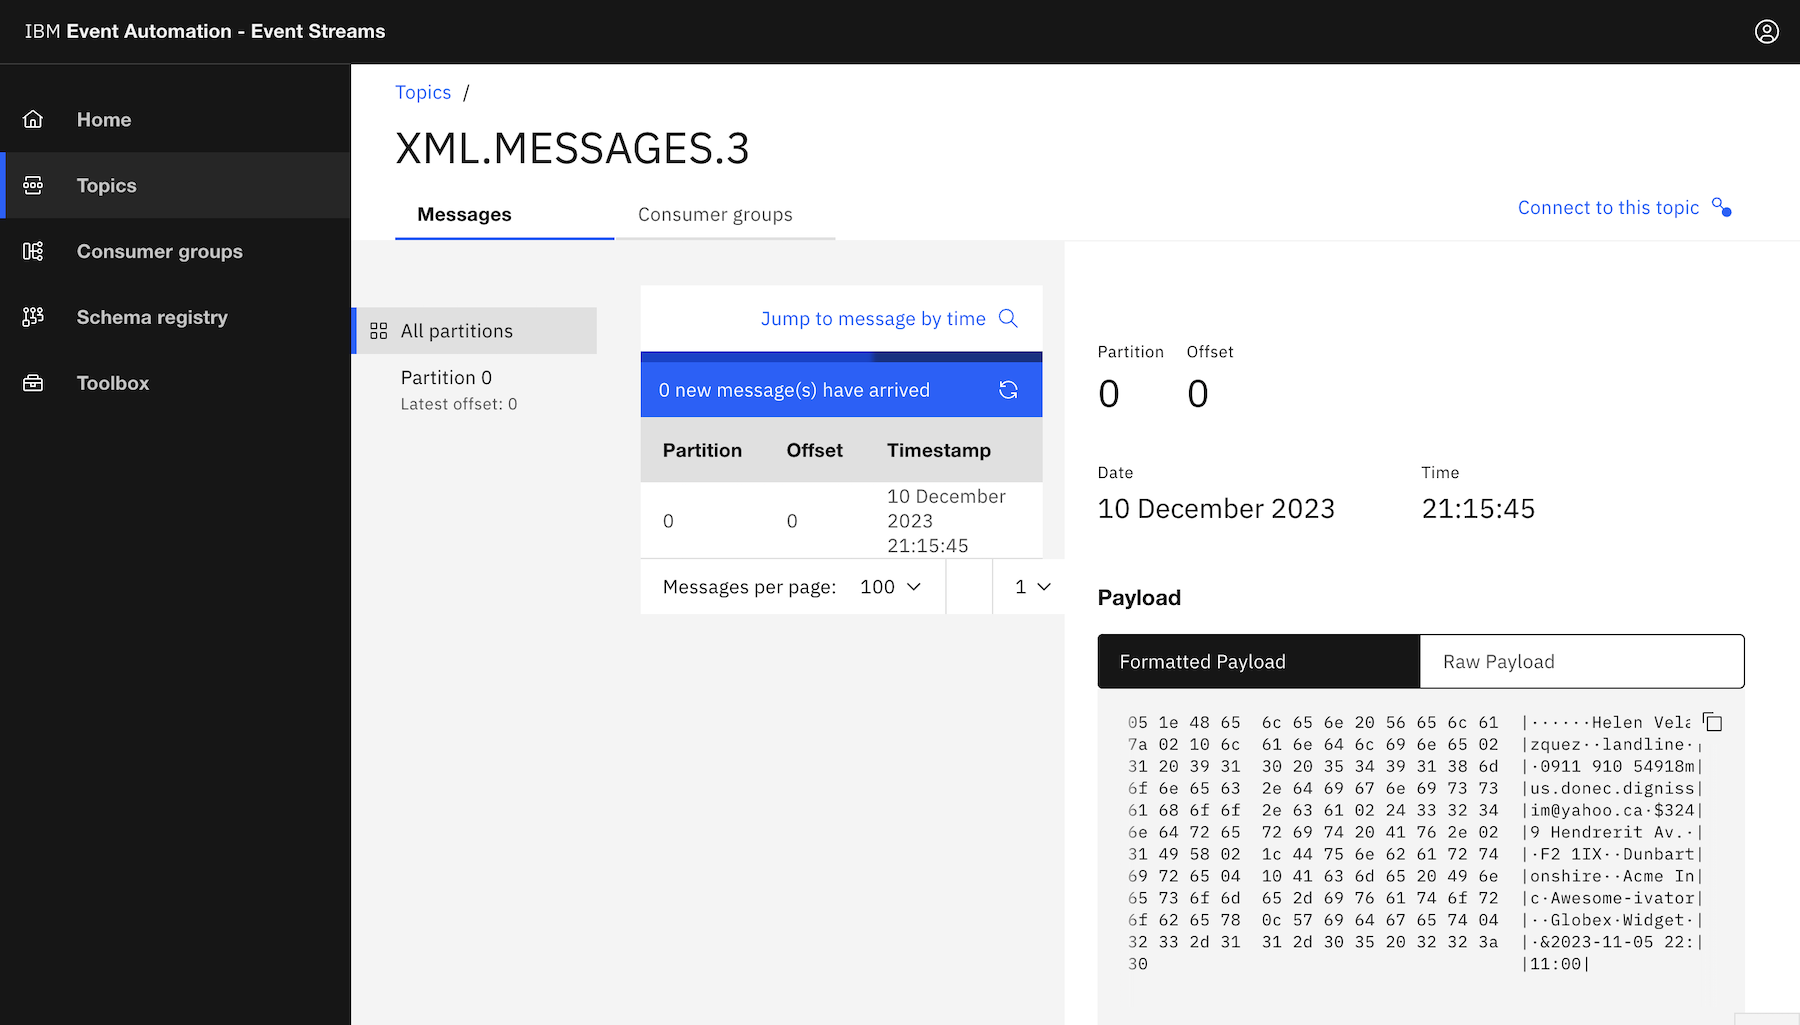 IBM Event Automation - Event Streams
Home
Topics
Consumer groups
Schema registry
Toolbox
Topics /
XML.MESSAGES.3
Messages
Consumer groups
Connect to this topic
All partitions
Partition 0
Latest offset: 0
Jump to message by time
0 new message(s) have arrived
Partition Offset Timestamp
0 0 10 December
2023
21:15:45
Messages per page: 100 1
Partition Offset
0 0
Date Time
10 December 2023 21:15:45
Payload
Formatted Payload Raw Payload
05 1e 48 65 6c 65 6e 20 56 65 6c 61 |······Helen Vela
7a 02 10 6c 61 6e 64 6c 69 6e 65 02 |zquez··landline·
31 20 39 31 30 20 35 34 39 31 38 6d |·0911 910 54918m|
6f 6e 65 63 2e 64 69 67 6e 69 73 73 |us.donec.digniss|
61 68 6f 6f 2e 63 61 02 24 33 32 34 |im@yahoo.ca·$324|
6e 64 72 65 72 69 74 20 41 76 2e 02 |9 Hendrerit Av.·|
31 49 58 02 1c 44 75 6e 62 61 72 74 |·F2 1IX··Dunbart|
69 72 65 04 10 41 63 6d 65 20 49 6e |onshire··Acme In|
65 73 6f 6d 65 2d 69 76 61 74 6f 72 |c·Awesome-ivator|
6f 62 65 78 0c 57 69 64 67 65 74 04 |··Globex·Widget·|
32 33 2d 31 31 2d 30 35 20 32 32 3a |·&2023-11-05 22:|
30 |11:00|